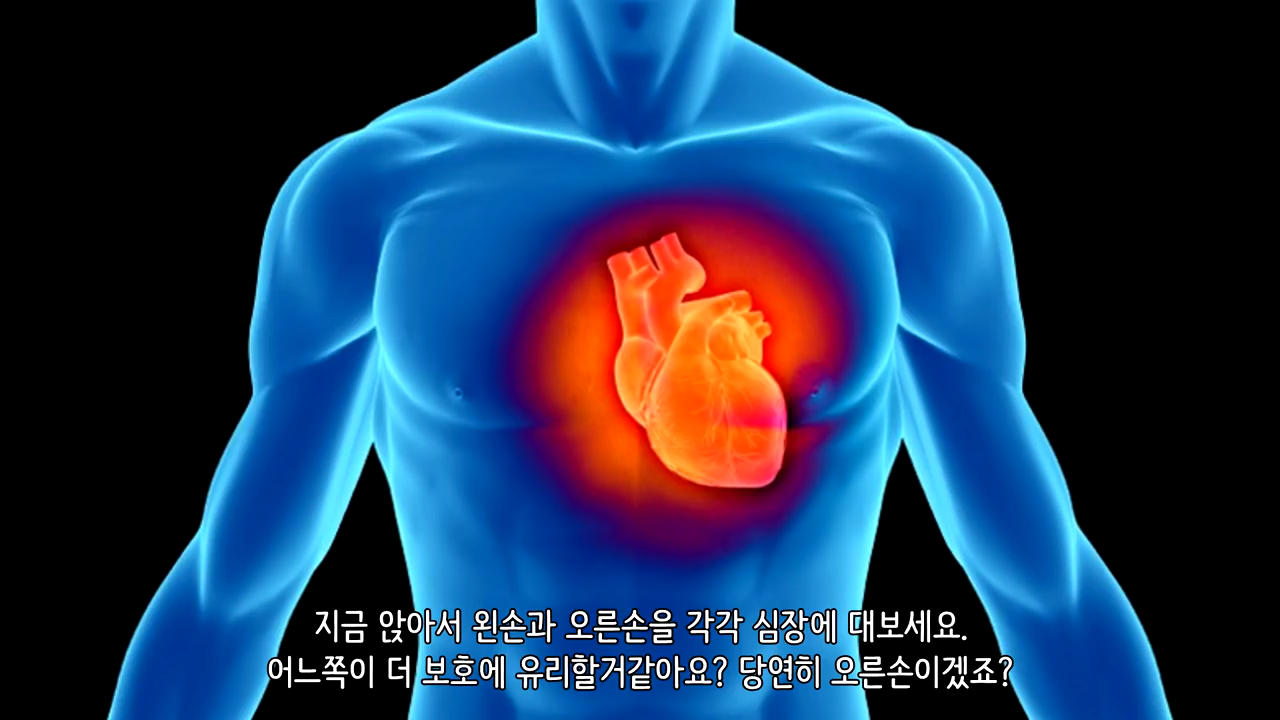 지금 앉아서 왼손과 오른손을 각각 심장에 대보세요.
어느쪽이 더 보호에 유리할거같아요? 당연히 오른손이겠죠?